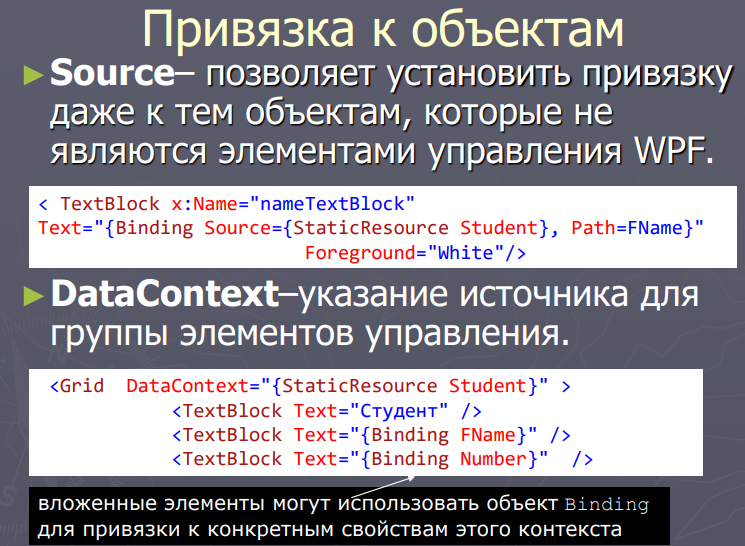 Привязка к объектам
►Source– позволяет установить привязку
даже к тем объектам, которые не
являются элементами управления WPF.
< TextBlock x:Name="nameTextBlock"
Text="{Binding Source={StaticResource Student}, Path=FName}"
Foreground="White"/>
►DataContext–указание источника для
группы элементов управления.
<Grid  DataContext="{StaticResource Student}" >
<TextBlock Text="Студент" />
<TextBlock Text="{Binding FName}" />
<TextBlock Text="{Binding Number}"  />
вложенные элементы могут использовать объект Binding
для привязки к конкретным свойствам этого контекста